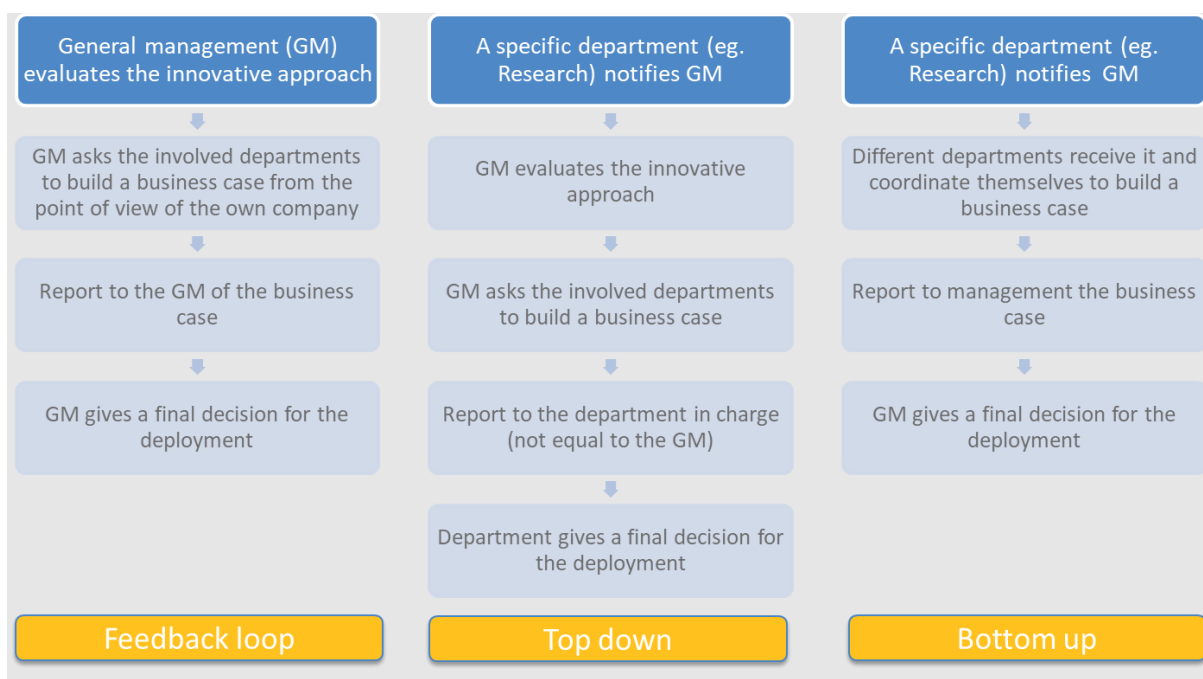 General management (GM)
evaluates the innovative approach
GM asks the involved departments
to build a business case from the
point of view of the own company
Report to the GM of the business
case
GM gives a final decision for the
deployment
Feedback loop
A specific department (eg.
Research) notifies GM
GM evaluates the innovative
approach
GM asks the involved departments
to build a business case
Report to the department in charge
(not equal to the GM)
Department gives a final decision for
the deployment
Top down
A specific department (eg.
Research) notifies GM
Different departments receive it and
coordinate themselves to build a
business case
Report to management the business
case
GM gives a final decision for the
deployment
Bottom up